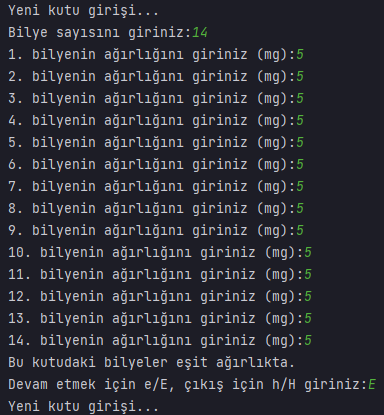 Yeni kutu girişi...
Bilye sayısını giriniz:14
1. bilyenin ağırlığını giriniz (mg):5
2. bilyenin ağırlığını giriniz (mg):5
3. bilyenin ağırlığını giriniz (mg):5
4. bilyenin ağırlığını giriniz (mg):5
5. bilyenin ağırlığını giriniz (mg):5
6. bilyenin ağırlığını giriniz (mg):5
7. bilyenin ağırlığını giriniz (mg):5
8. bilyenin ağırlığını giriniz (mg):5
9. bilyenin ağırlığını giriniz (mg):5
10. bilyenin ağırlığını giriniz (mg):5
11. bilyenin ağırlığını giriniz (mg):5
12. bilyenin ağırlığını giriniz (mg):5
13. bilyenin ağırlığını giriniz (mg):5
14. bilyenin ağırlığını giriniz (mg):5
Bu kutudaki bilyeler eşit ağırlıkta.
Devam etmek için e/E, çıkış için h/H giriniz:E
Yeni kutu girişi...